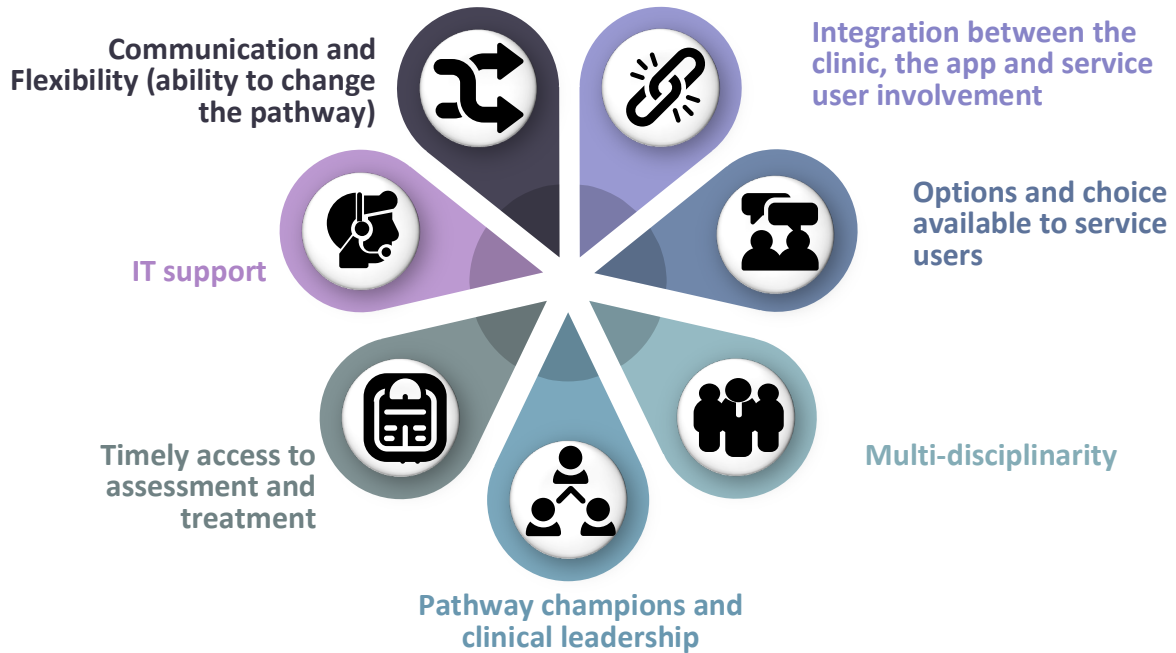 Communication and
Flexibility (ability to change
the pathway)
Integration between the
clinic, the app and service
user involvement
Options and choice
available to service
users
IT support
Multi-disciplinarity
Timely access to
assessment and
treatment
Pathway champions and
clinical leadership